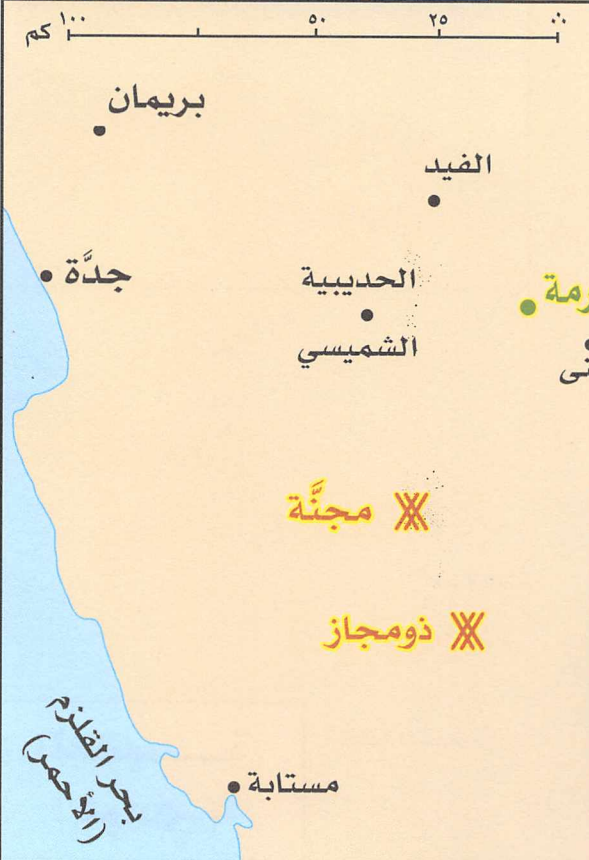 كم ١٠٠ ٥٠ ٢٥ ٠
بريمان
الفيد
جدَّة
الحديبية
الشميسي
مجنَّة
ذومجاز
بحر القلزم
(الأحمر)
مستابة